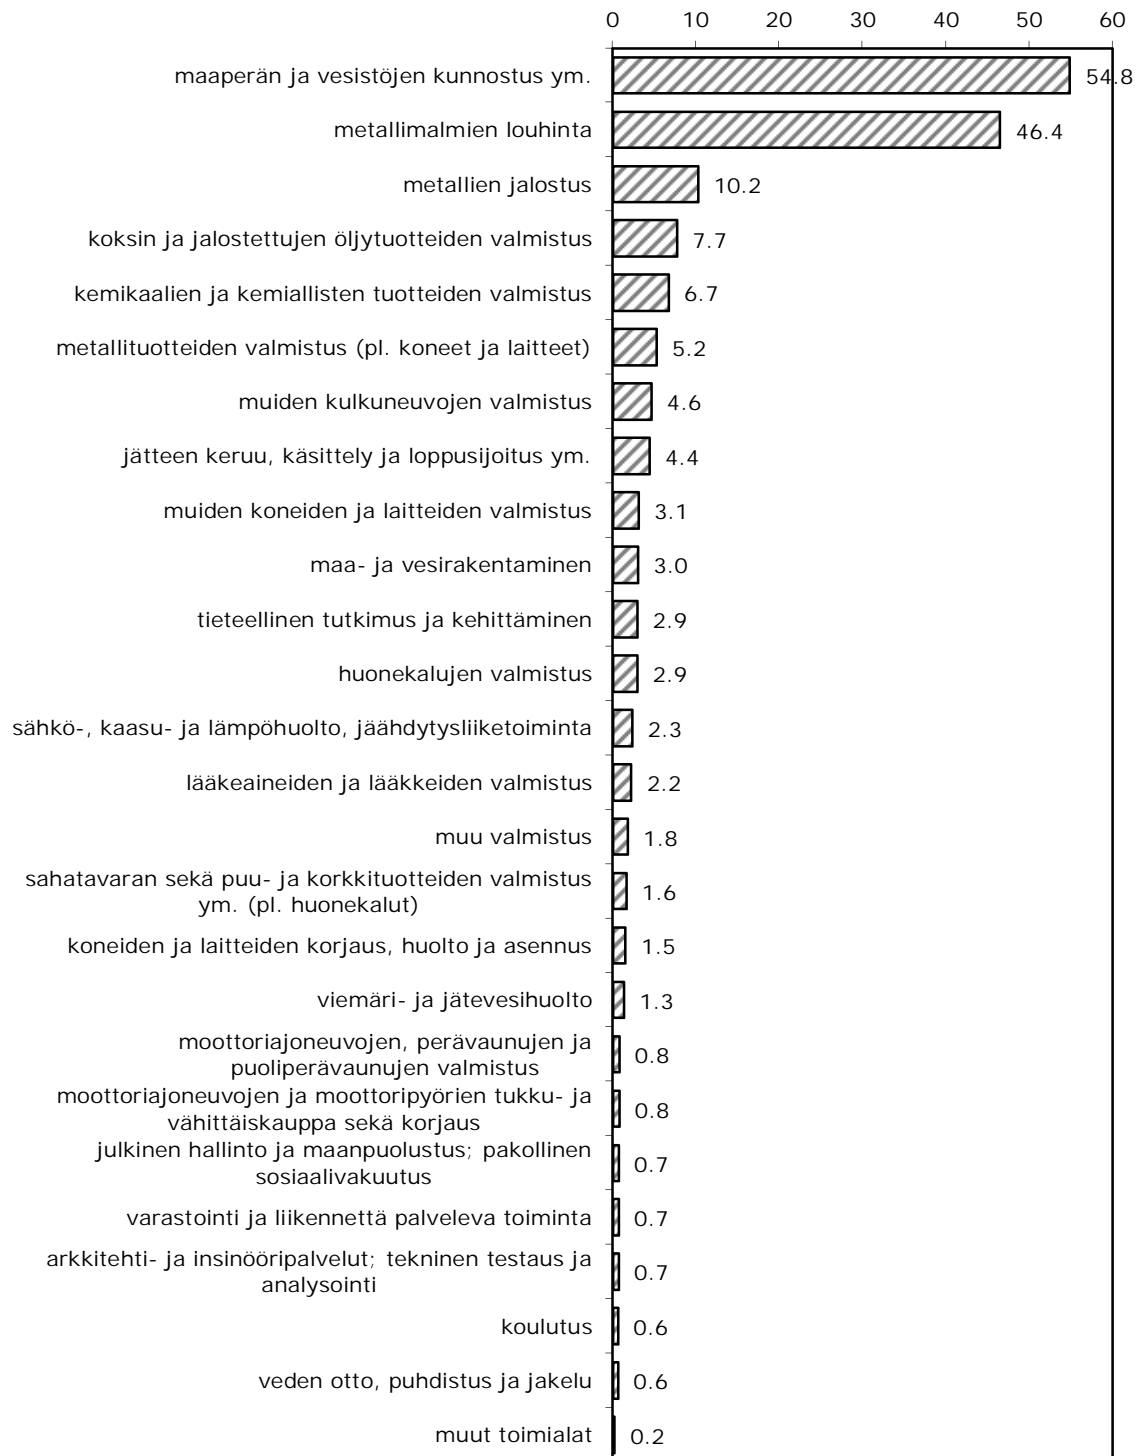 0 10 20 30 40 50 60
maaperän ja vesistöjen kunnostus ym. 54.8
metallimalmien louhinta 46.4
metallien jalostus 10.2
koksin ja jalostettujen öljytuotteiden valmistus 7.7
kemikaalien ja kemiallisten tuotteiden valmistus 6.7
metallituotteiden valmistus (pl. koneet ja laitteet) 5.2
muiden kulkuneuvojen valmistus 4.6
jätteen keruu, käsittely ja loppusijoitus ym. 4.4
muiden koneiden ja laitteiden valmistus 3.1
maa- ja vesirakentaminen 3.0
tieteellinen tutkimus ja kehittäminen 2.9
huonekalujen valmistus 2.9
sähkö-, kaasu- ja lämpöhuolto, jäähdytysliiketoiminta 2.3
lääkeaineiden ja lääkkeiden valmistus 2.2
muu valmistus 1.8
sahatavaran sekä puu- ja korkkituotteiden valmistus
ym. (pl. huonekalut) 1.6
koneiden ja laitteiden korjaus, huolto ja asennus 1.5
viemäri- ja jätevesihuolto 1.3
moottoriajoneuvojen, perävaunujen ja
puoliperävaunujen valmistus 0.8
moottoriajoneuvojen ja moottoripyörien tukku- ja
vähittäiskauppa sekä korjaus 0.8
julkinen hallinto ja maanpuolustus; pakollinen
sosiaalivakuutus 0.7
varastointi ja liikennettä palveleva toiminta 0.7
arkkitehti- ja insinööripalvelut; tekninen testaus ja
analysointi 0.7
koulutus 0.6
veden otto, puhdistus ja jakelu 0.6
muut toimialat 0.2